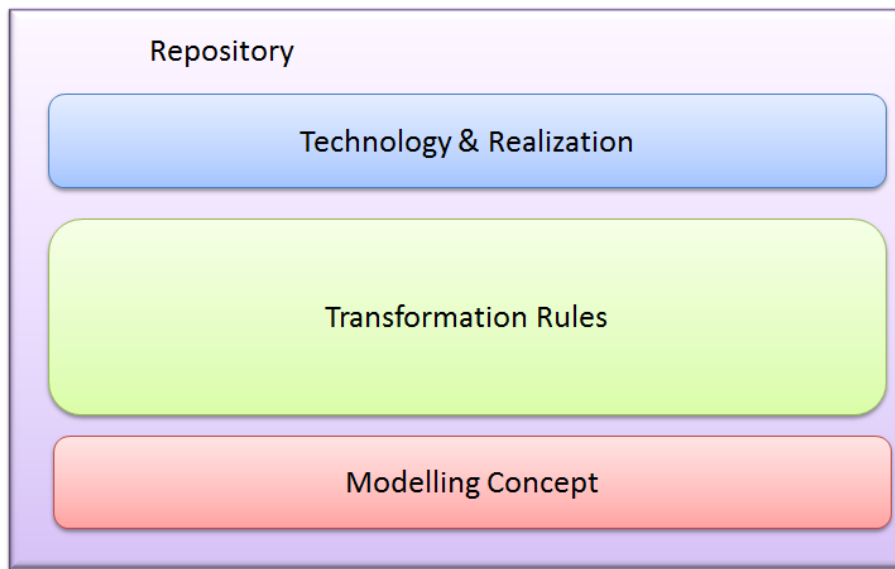 Repository
Technology & Realization
Transformation Rules
Modelling Concept